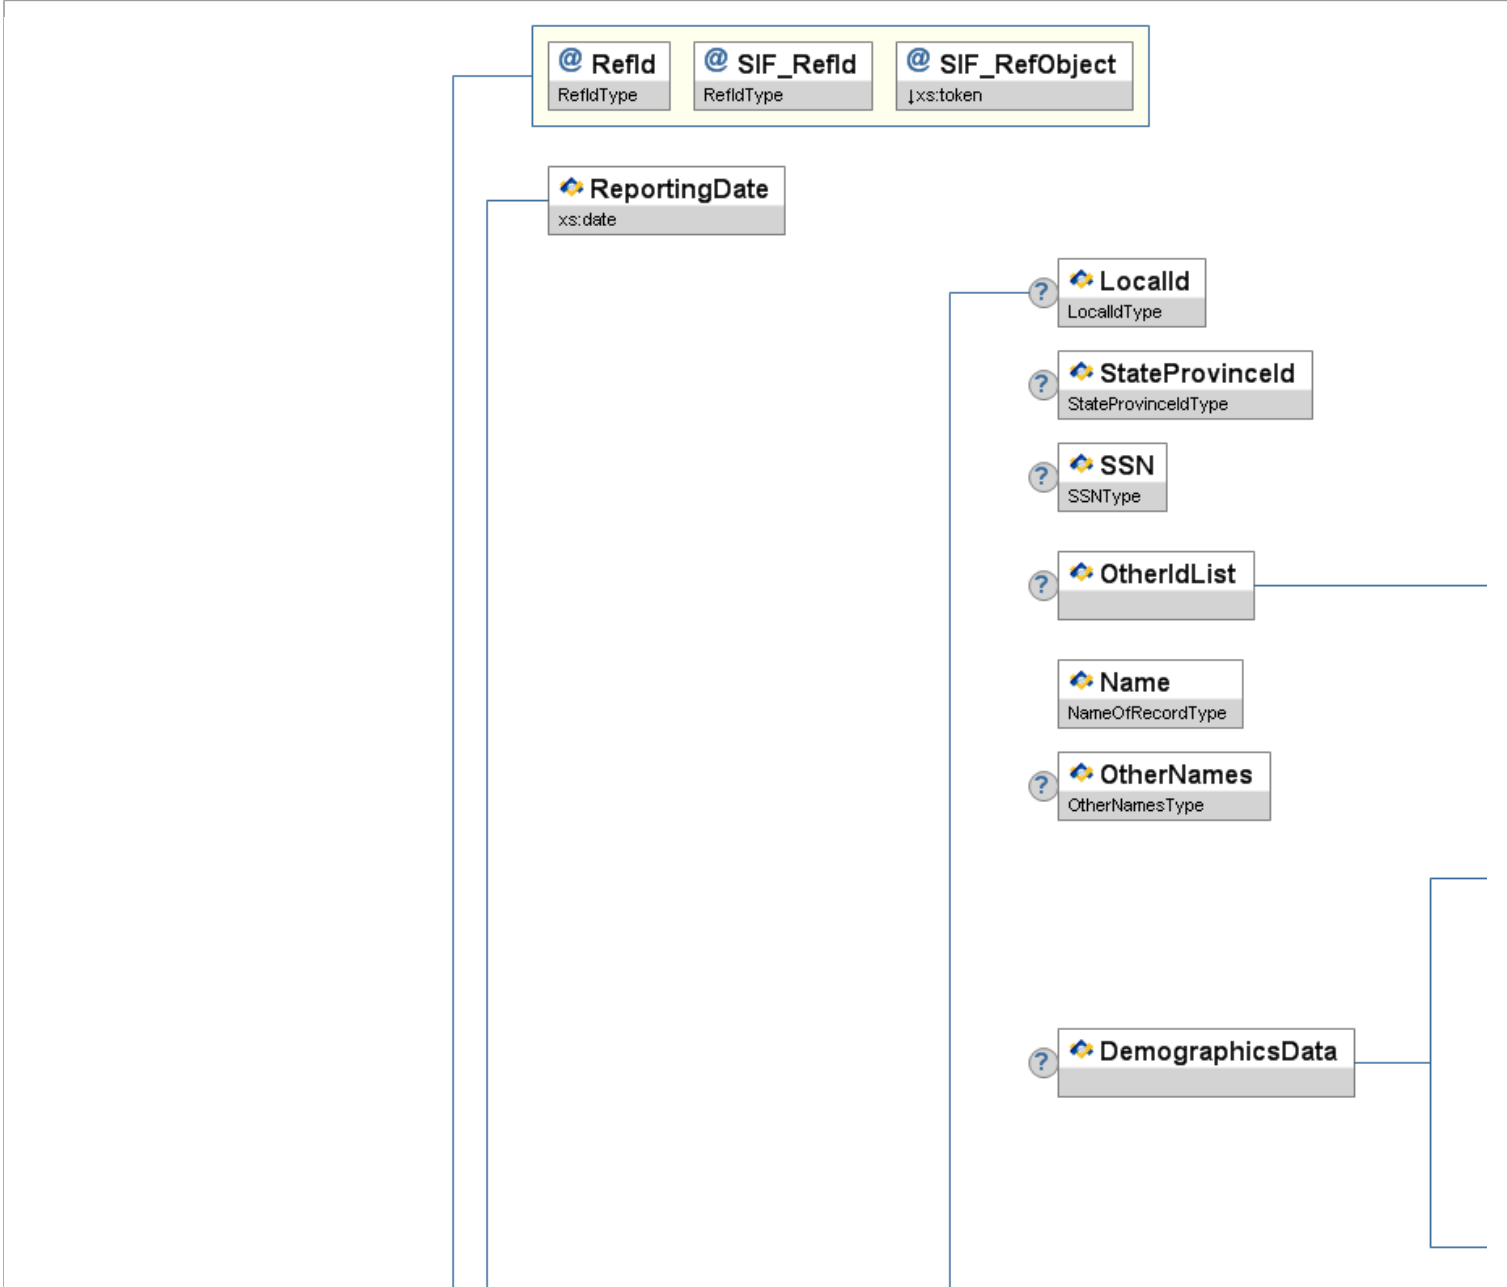 @ RefId @ SIF_RefId @ SIF_RefObject
RefIdType RefIdType ↓xs:token
ReportingDate
xs:date
? LocalId
LocalIdType
? StateProvinceId
StateProvinceIdType
? SSN
SSNType
? OtherIdList
Name
NameOfRecordType
? OtherNames
OtherNamesType
? DemographicsData